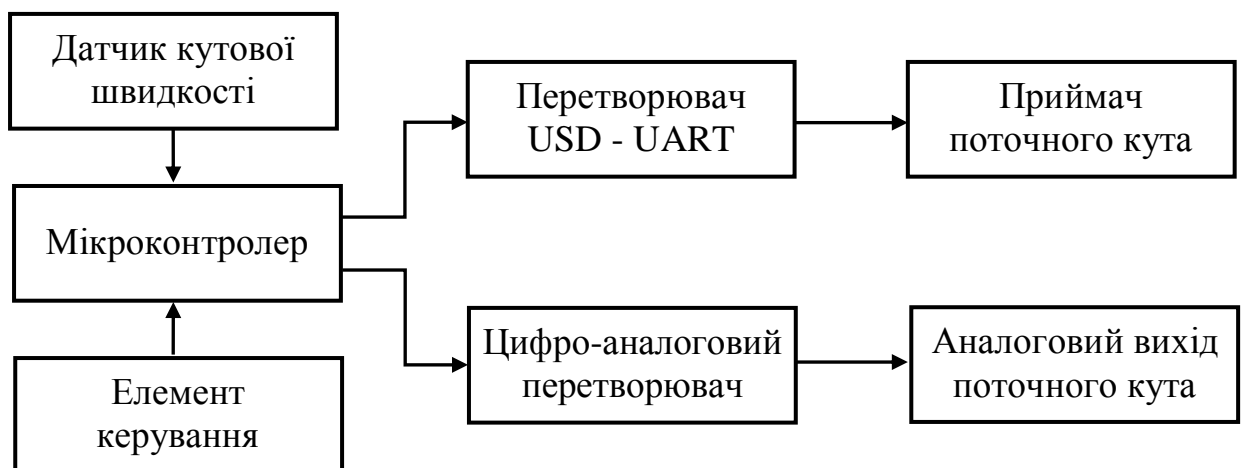 Датчик кутової
швидкості
Перетворювач
USD - UART
Приймач
поточного кута
Мікроконтролер
Цифро-аналоговий
перетворювач
Аналоговий вихід
поточного кута
Елемент
керування